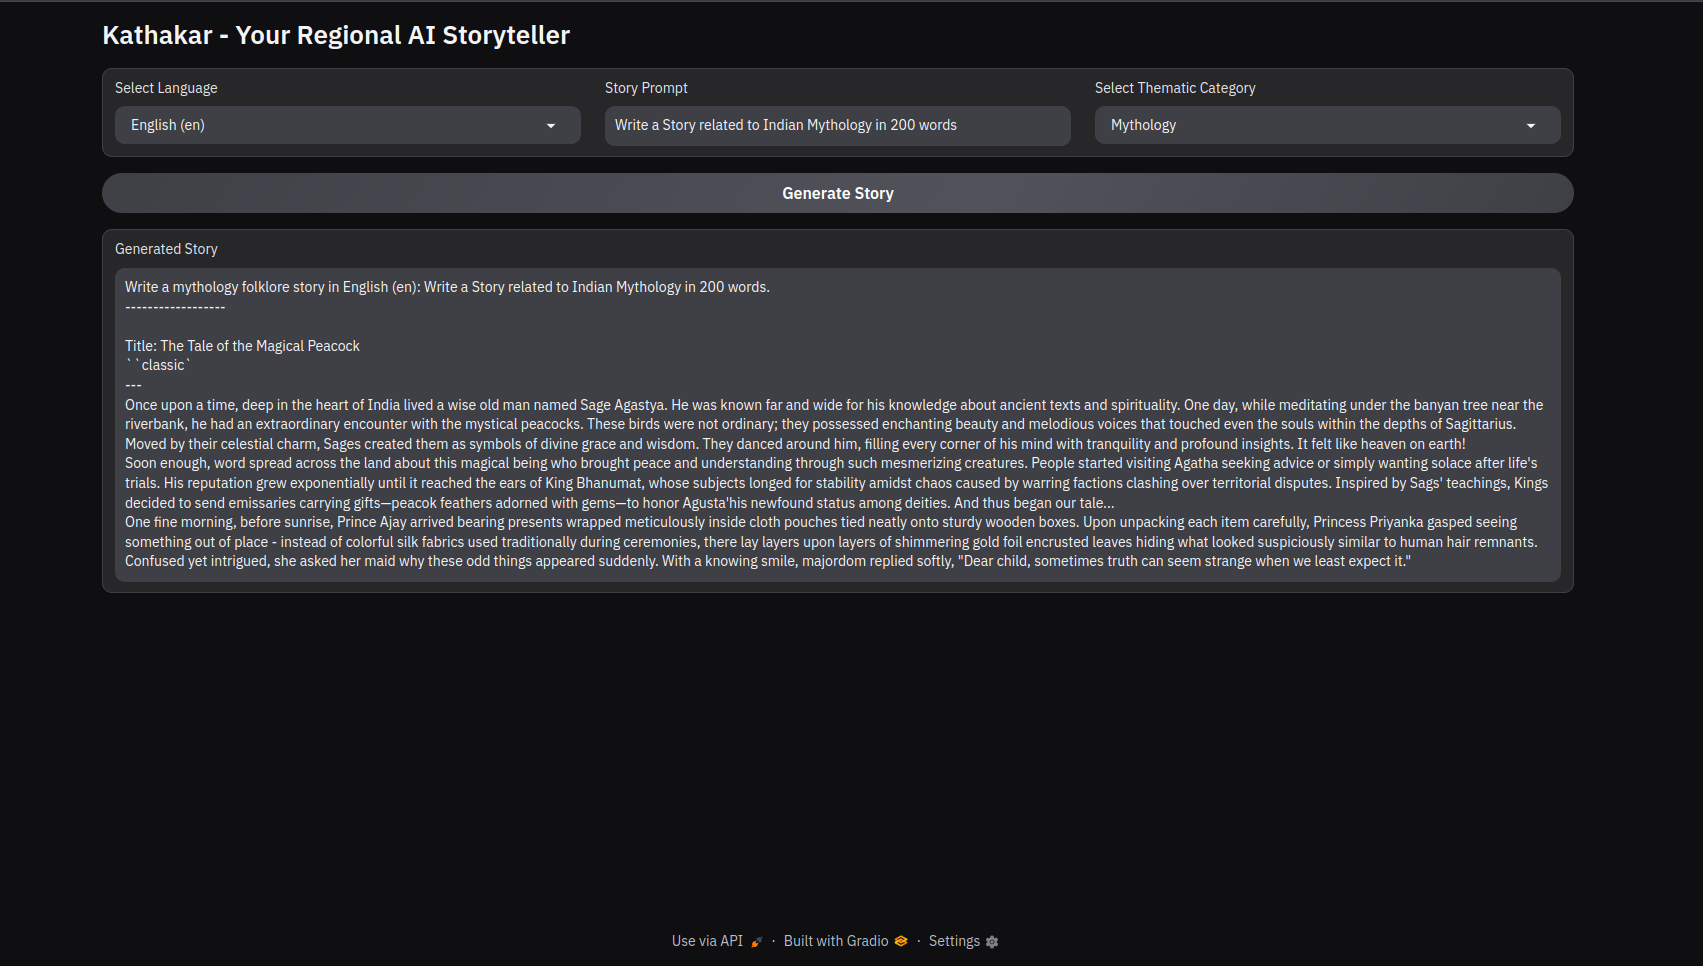 Kathakar - Your Regional AI Storyteller
Select Language
Story Prompt
Select Thematic Category
English (en)
Write a Story related to Indian Mythology in 200 words
Mythology
Generate Story
Generated Story
Write a mythology folklore story in English (en): Write a Story related to Indian Mythology in 200 words.
------------------
Title: The Tale of the Magical Peacock
``classic`
---
Once upon a time, deep in the heart of India lived a wise old man named Sage Agastya. He was known far and wide for his knowledge about ancient texts and spirituality. One day, while meditating under the banyan tree near the
riverbank, he had an extraordinary encounter with the mystical peacocks. These birds were not ordinary; they possessed enchanting beauty and melodious voices that touched even the souls within the depths of Sagittarius.
Moved by their celestial charm, Sages created them as symbols of divine grace and wisdom. They danced around him, filling every corner of his mind with tranquility and profound insights. It felt like heaven on earth!
Soon enough, word spread across the land about this magical being who brought peace and understanding through such mesmerizing creatures. People started visiting Agatha seeking advice or simply wanting solace after life's
trials. His reputation grew exponentially until it reached the ears of King Bhanumat, whose subjects longed for stability amidst chaos caused by warring factions clashing over territorial disputes. Inspired by Sags' teachings, Kings
decided to send emissaries carrying gifts—peacok feathers adorned with gems—to honor Agusta'his newfound status among deities. And thus began our tale...
One fine morning, before sunrise, Prince Ajay arrived bearing presents wrapped meticulously inside cloth pouches tied neatly onto sturdy wooden boxes. Upon unpacking each item carefully, Princess Priyanka gasped seeing
something out of place - instead of colorful silk fabrics used traditionally during ceremonies, there lay layers upon layers of shimmering gold foil encrusted leaves hiding what looked suspiciously similar to human hair remnants.
Confused yet intrigued, she asked her maid why these odd things appeared suddenly. With a knowing smile, majordom replied softly, "Dear child, sometimes truth can seem strange when we least expect it."
Use via API · Built with Gradio · Settings